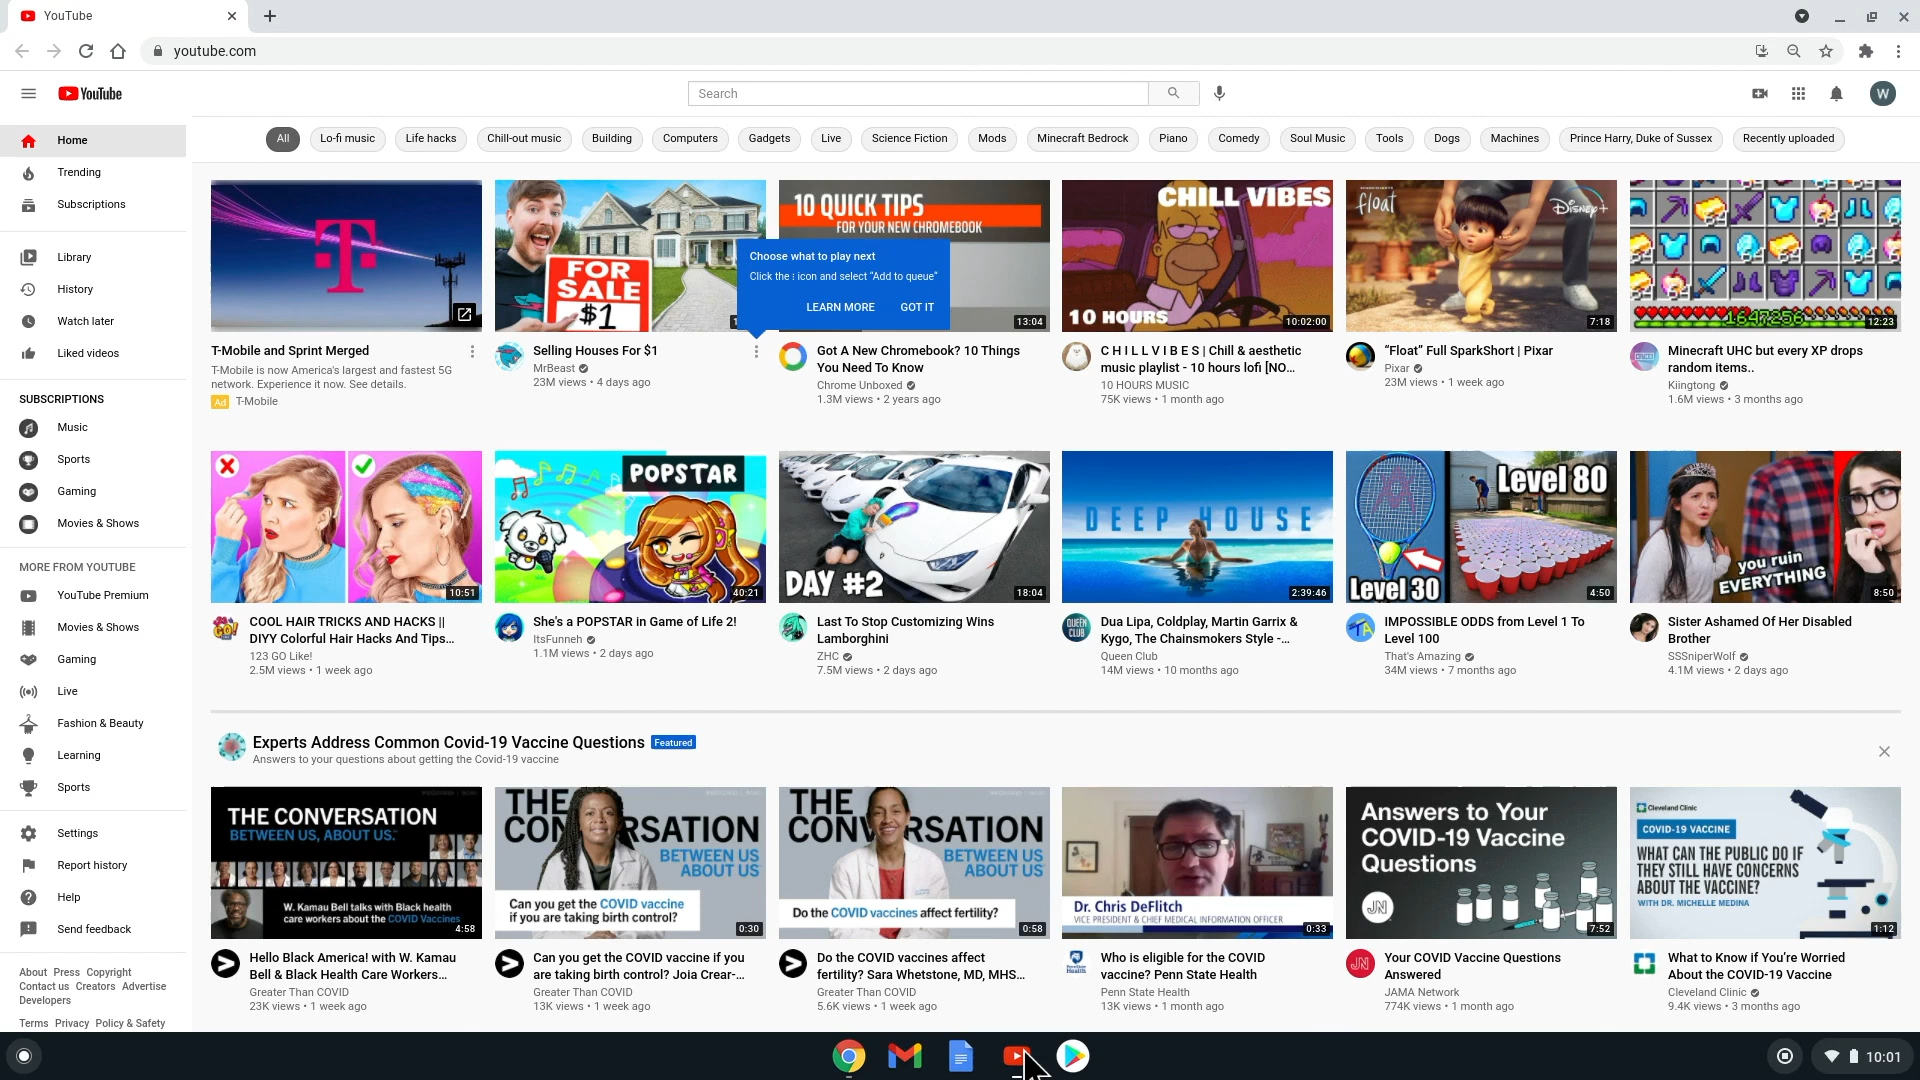 YouTube
youtube.com
YouTube
Search
W
Home
Trending
Subscriptions
Library
History
Watch later
Liked videos
SUBSCRIPTIONS
Music
Sports
Gaming
Movies & Shows
MORE FROM YOUTUBE
YouTube Premium
Movies & Shows
Gaming
Live
Fashion & Beauty
Learning
Sports
Settings
Report history
Help
Send feedback
About Press Copyright
Contact us Creators Advertise
Developers
Terms Privacy Policy & Safety
All Lo-fi music Life hacks Chill-out music Building Computers Gadgets Live Science Fiction Mods Minecraft Bedrock Piano Comedy Soul Music Tools Dogs Machines Prince Harry, Duke of Sussex Recently uploaded
T
T-Mobile and Sprint Merged
T-Mobile is now America's largest and fastest 5G
network. Experience it now. See details.
Ad T-Mobile
FOR
SALE
$1
Selling Houses For $1
MrBeast
23M views • 4 days ago
10 QUICK TIPS
FOR YOUR NEW CHROMEBOOK
13:04
Choose what to play next
Click the ⋮ icon and select “Add to queue”
LEARN MORE GOT IT
Got A New Chromebook? 10 Things
You Need To Know
Chrome Unboxed
1.3M views • 2 years ago
CHILL VIBES
10 HOURS
10:02:00
C H I L L V I B E S | Chill & aesthetic
music playlist - 10 hours lofi [NO...
10 HOURS MUSIC
75K views • 1 month ago
float
Disney+
7:18
“Float” Full SparkShort | Pixar
Pixar
23M views • 1 week ago
1647256
12:23
Minecraft UHC but every XP drops
random items..
Kiingtong
1.6M views • 3 months ago
10:51
GO!
COOL HAIR TRICKS AND HACKS ||
DIYY Colorful Hair Hacks And Tips...
123 GO Like!
2.5M views • 1 week ago
POPSTAR
40:21
She's a POPSTAR in Game of Life 2!
ItsFunneh
1.1M views • 2 days ago
DAY #2
18:04
Last To Stop Customizing Wins
Lamborghini
ZHC
7.5M views • 2 days ago
DEEP HOUSE
2:39:46
QUEEN
CLUB
Dua Lipa, Coldplay, Martin Garrix &
Kygo, The Chainsmokers Style -...
Queen Club
14M views • 10 months ago
Level 80
Level 30
4:50
TA
IMPOSSIBLE ODDS from Level 1 To
Level 100
That's Amazing
34M views • 7 months ago
you ruin
EVERYTHING
8:50
Sister Ashamed Of Her Disabled
Brother
SSSniperWolf
4.1M views • 2 days ago
Experts Address Common Covid-19 Vaccine Questions Featured
Answers to your questions about getting the Covid-19 vaccine
THE CONVERSATION
BETWEEN US, ABOUT US.
W. Kamau Bell talks with Black health
care workers about the COVID Vaccines
4:58
Hello Black America! with W. Kamau
Bell & Black Health Care Workers...
Greater Than COVID
23K views • 1 week ago
THE
CONVERSATION
BETWEEN US
ABOUT US
Can you get the COVID vaccine
if you are taking birth control?
0:30
Can you get the COVID vaccine if you
are taking birth control? Joia Crear-...
Greater Than COVID
13K views • 1 week ago
THE
CONVERSATION
BETWEEN US
ABOUT US
Do the COVID vaccines affect fertility?
0:58
Do the COVID vaccines affect
fertility? Sara Whetstone, MD, MHS...
Greater Than COVID
5.6K views • 1 week ago
Dr. Chris DeFlitch
VICE PRESIDENT & CHIEF MEDICAL INFORMATION OFFICER
0:33
Who is eligible for the COVID
vaccine? Penn State Health
Penn State Health
13K views • 1 month ago
Answers to Your
COVID-19 Vaccine
Questions
JN
7:52
JN
Your COVID Vaccine Questions
Answered
JAMA Network
774K views • 1 month ago
Cleveland Clinic
COVID-19 VACCINE
WHAT CAN THE PUBLIC DO IF
THEY STILL HAVE CONCERNS
ABOUT THE VACCINE?
WITH DR. MICHELLE MEDINA
1:12
What to Know if You’re Worried
About the COVID-19 Vaccine
Cleveland Clinic
9.4K views • 3 months ago
10:01